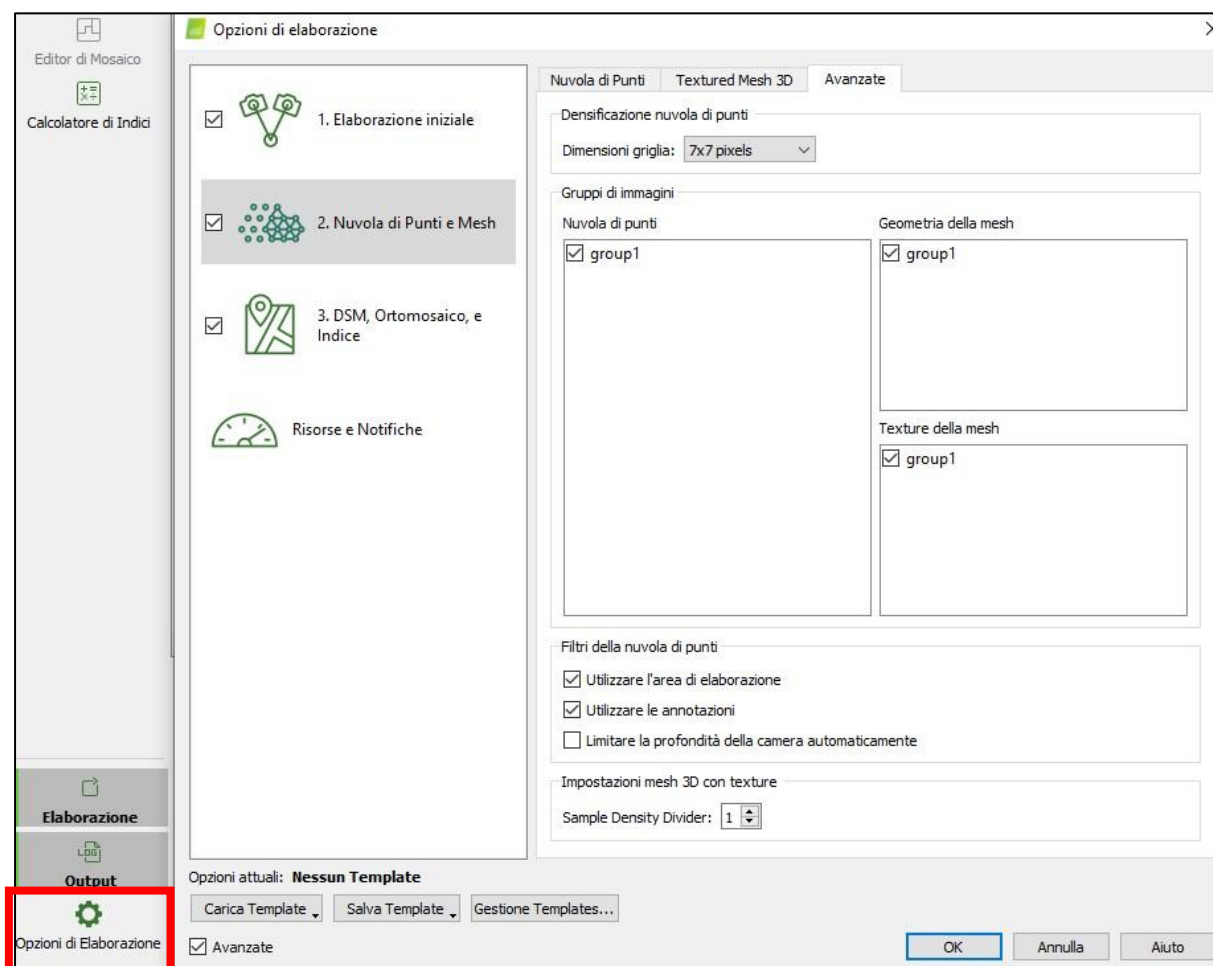 Editor di Mosaico
Calcolatore di Indici
Elaborazione
LOG
Output
Opzioni di Elaborazione
Opzioni di elaborazione
1. Elaborazione iniziale
2. Nuvola di Punti e Mesh
3. DSM, Ortomosaico, e
Indice
Risorse e Notifiche
Nuvola di Punti Textured Mesh 3D Avanzate
Densificazione nuvola di punti
Dimensioni griglia: 7x7 pixels
Gruppi di immagini
Nuvola di punti
group1
Geometria della mesh
group1
Texture della mesh
group1
Filtri della nuvola di punti
Utilizzare l'area di elaborazione
Utilizzare le annotazioni
Limitare la profondità della camera automaticamente
Impostazioni mesh 3D con texture
Sample Density Divider: 1
Opzioni attuali: Nessun Template
Carica Template Salva Template Gestione Templates...
Avanzate
OK Annulla Aiuto